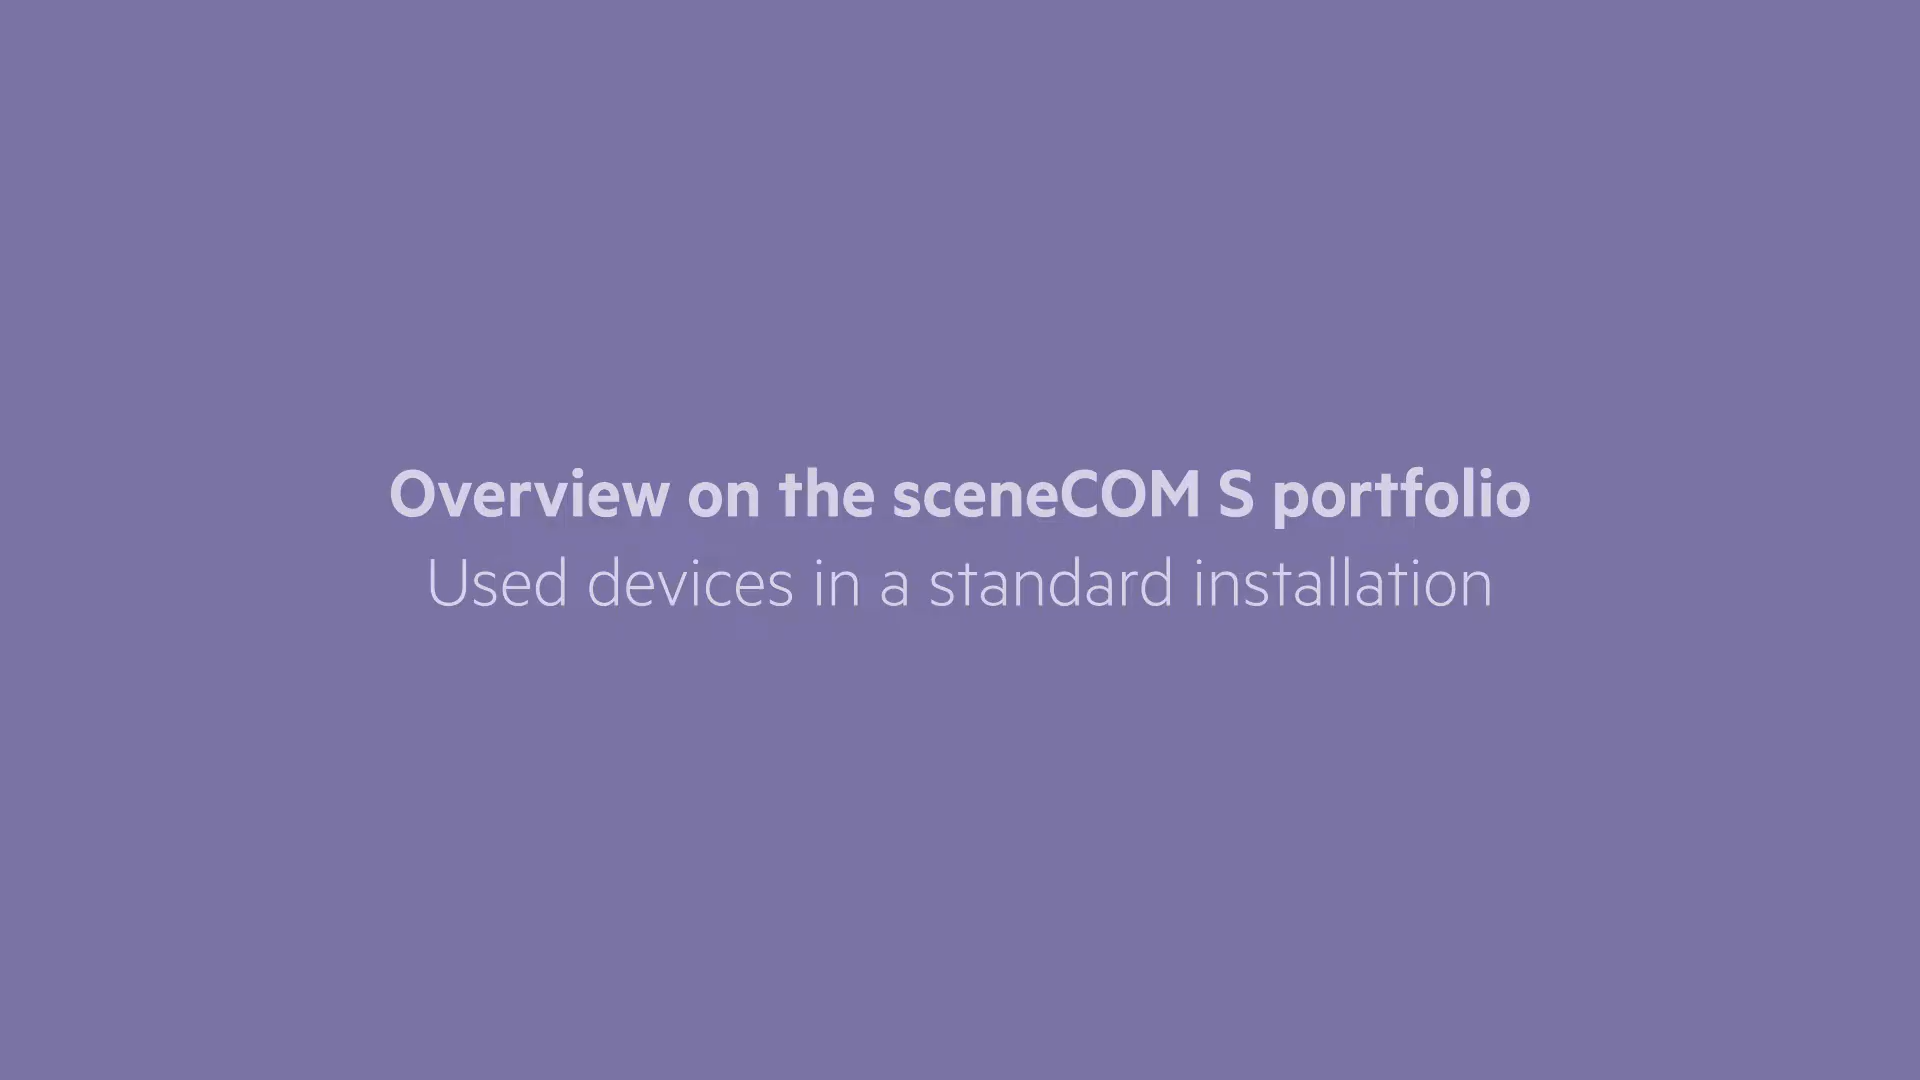 Overview on the sceneCOM S portfolio
Used devices in a standard installation